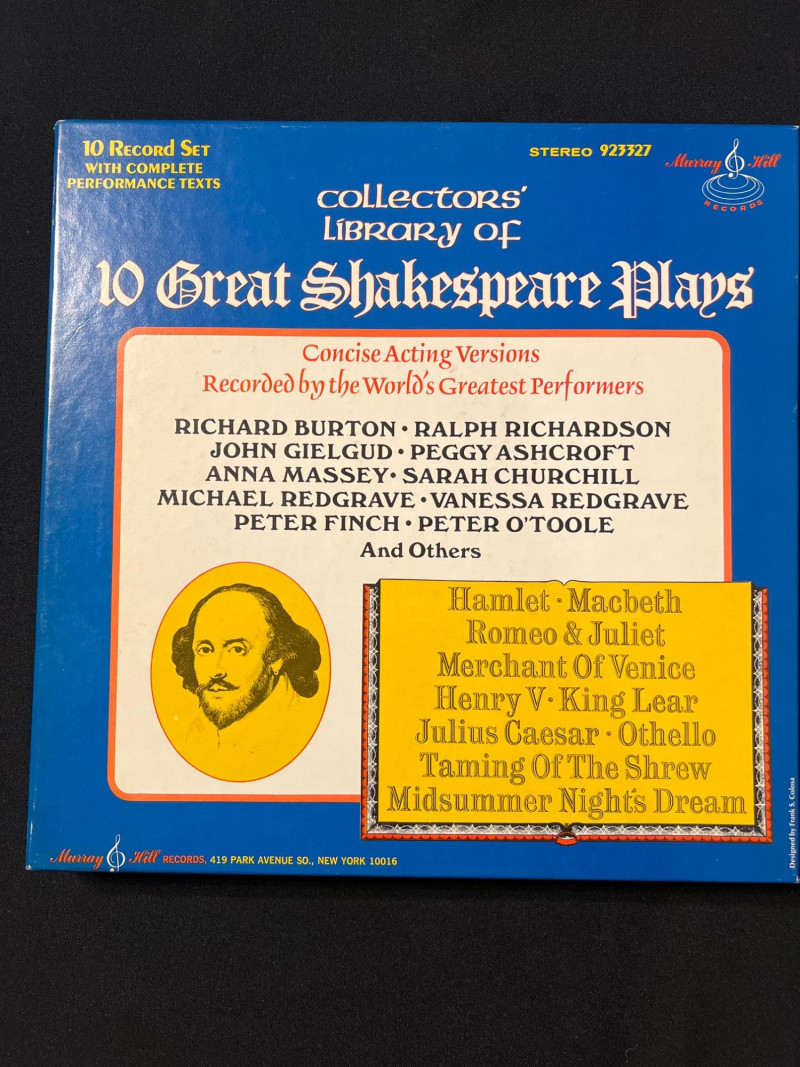 10 Record Set
WITH COMPLETE
PERFORMANCE TEXTS
STEREO 923327
Murray Hill
RECORDS
Collectors'
Library of
10 Great Shakespeare Plays
Concise Acting Versions
Recorded by the World's Greatest Performers
RICHARD BURTON • RALPH RICHARDSON
JOHN GIELGUD • PEGGY ASHCROFT
ANNA MASSEY • SARAH CHURCHILL
MICHAEL REDGRAVE • VANESSA REDGRAVE
PETER FINCH • PETER O'TOOLE
And Others
Hamlet • Macbeth
Romeo & Juliet
Merchant Of Venice
Henry V • King Lear
Julius Caesar • Othello
Taming Of The Shrew
Midsummer Night's Dream
Murray Hill RECORDS, 419 PARK AVENUE SO., NEW YORK 10016
Designed by Frank S. Colosa